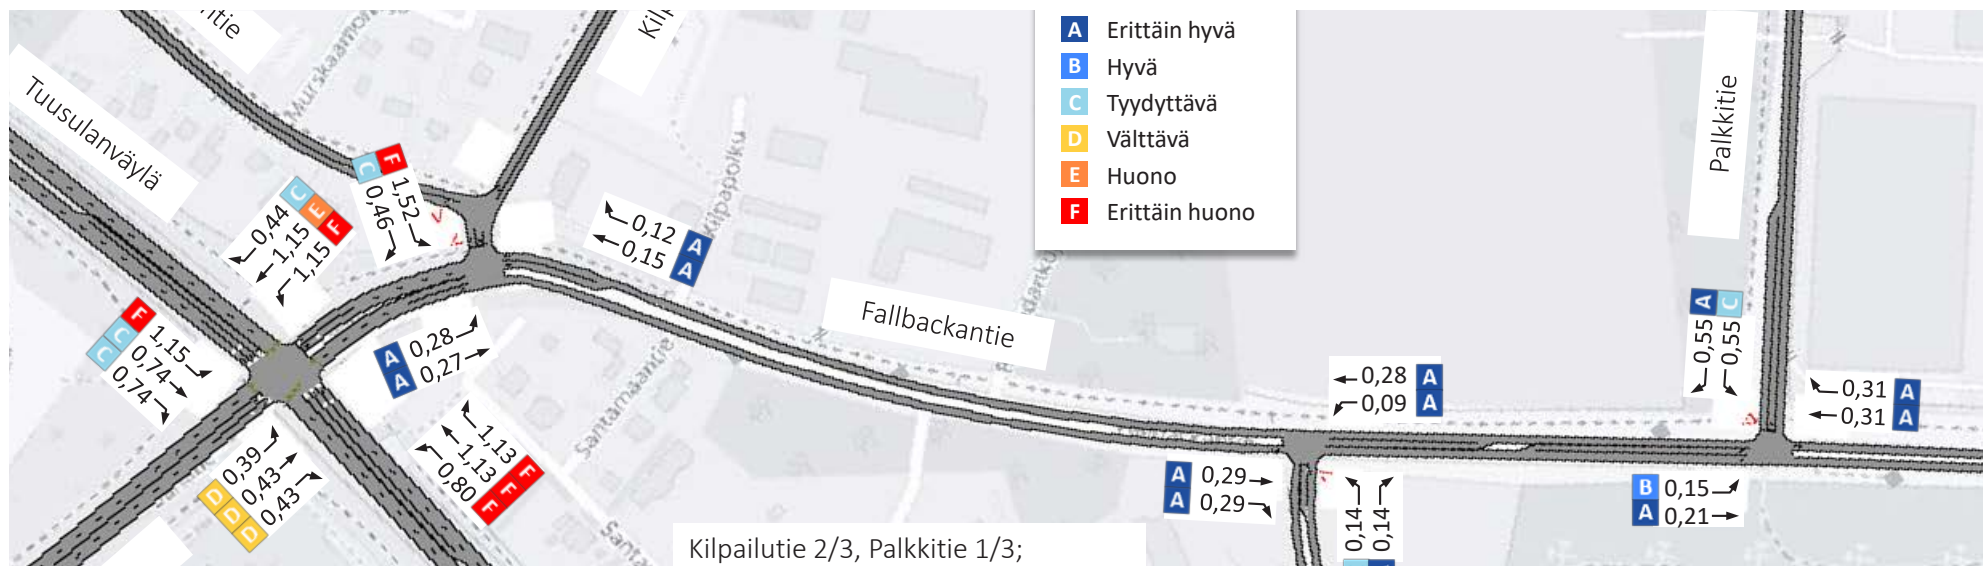 ntie
Kilp
A Erittäin hyvä
B Hyvä
C Tyydyttävä
D Välttävä
E Huono
F Erittäin huono
Tuusulanväylä
Murskaamon
Kilpapolku
Palkkitie
Fallbackantie
Santamaantie
Santa
C 0,44
E 1,15
F 1,15
F 1,52
C 0,46
0,12 A
0,15 A
F 1,15
C 0,74
C 0,74
A 0,28
A 0,27
D 0,39
D 0,43
D 0,43
1,13 F
1,13 F
0,80 F
0,28 A
0,09 A
A 0,29
A 0,29
0,14
0,14
A 0,55
C 0,55
0,31 A
0,31 A
B 0,15
A 0,21
Kilpailutie 2/3, Palkkitie 1/3;